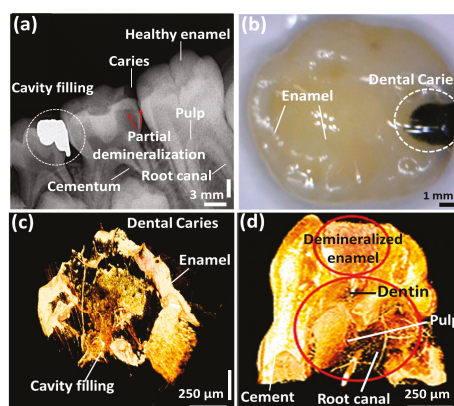 (a)
Healthy enamel
Caries
Cavity filling
Pulp
Partial
demineralization
Cementum
Root canal
3 mm
(b)
Dental Carie
Enamel
1 mm
(c)
Dental Caries
Enamel
Cavity filling
250 µm
(d)
Demineralized
enamel
Dentin
Pulp
Cement
Root canal
250 µm